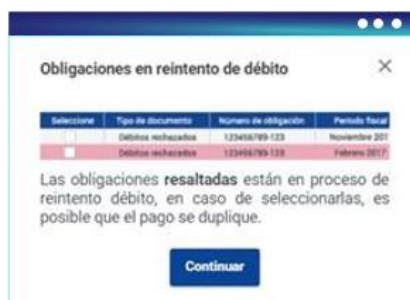 Obligaciones en reintento de débito
Seleccione Tipo de documento Número de obligación Período fiscal
Débitos rechazados 123456789-123 Noviembre 201
Débitos rechazados 123456789-123 Febrero 2017
Las obligaciones resaltadas están en proceso de
reintento débito, en caso de seleccionarlas, es
posible que el pago se duplique.
Continuar